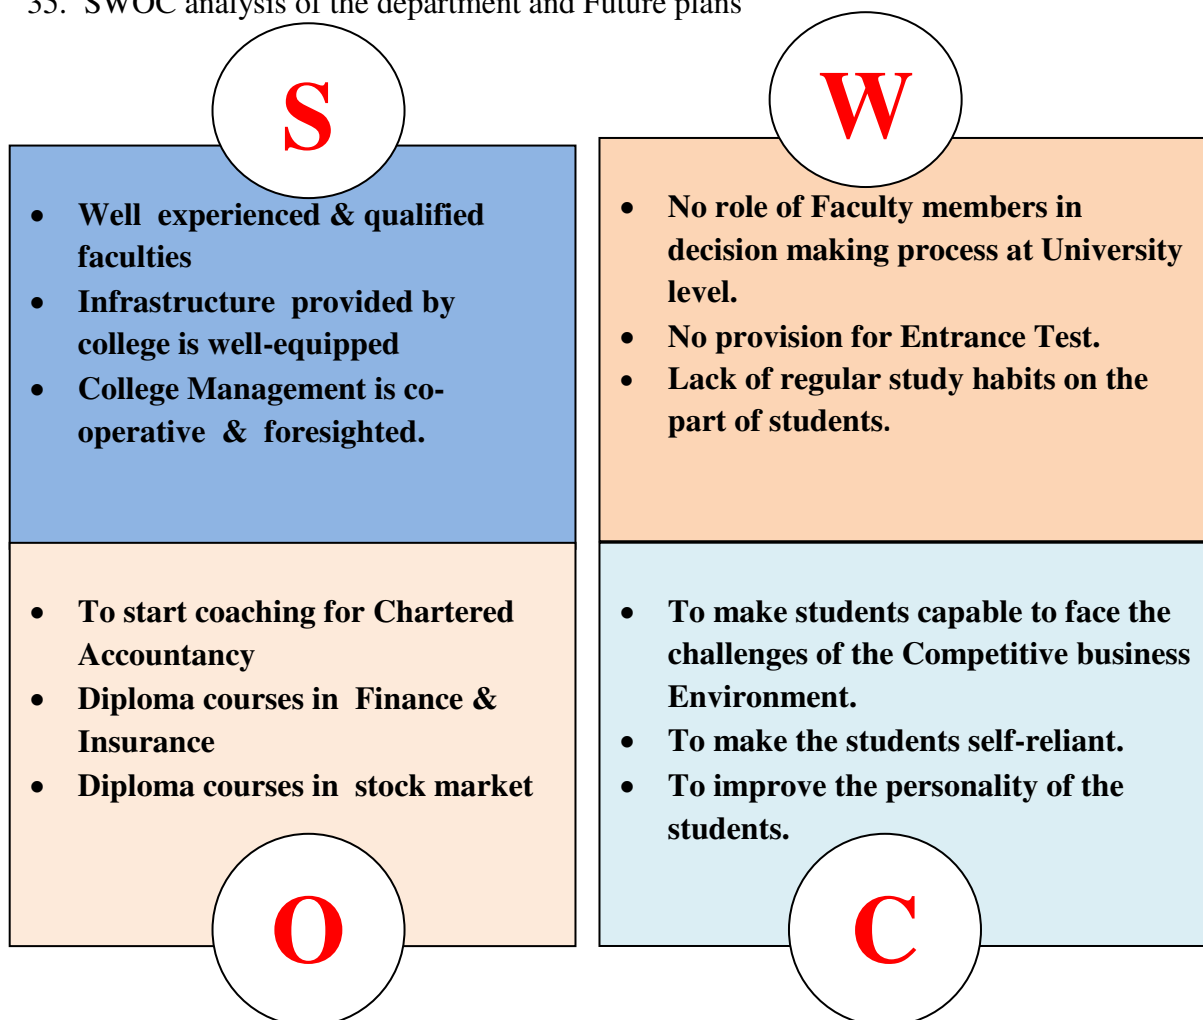 35. SWOC analysis of the department and Future plans
S
• Well experienced & qualified
faculties
• Infrastructure provided by
college is well-equipped
• College Management is co-
operative & foresighted.
W
• No role of Faculty members in
decision making process at University
level.
• No provision for Entrance Test.
• Lack of regular study habits on the
part of students.
• To start coaching for Chartered
Accountancy
• Diploma courses in Finance &
Insurance
• Diploma courses in stock market
O
• To make students capable to face the
challenges of the Competitive business
Environment.
• To make the students self-reliant.
• To improve the personality of the
students.
C